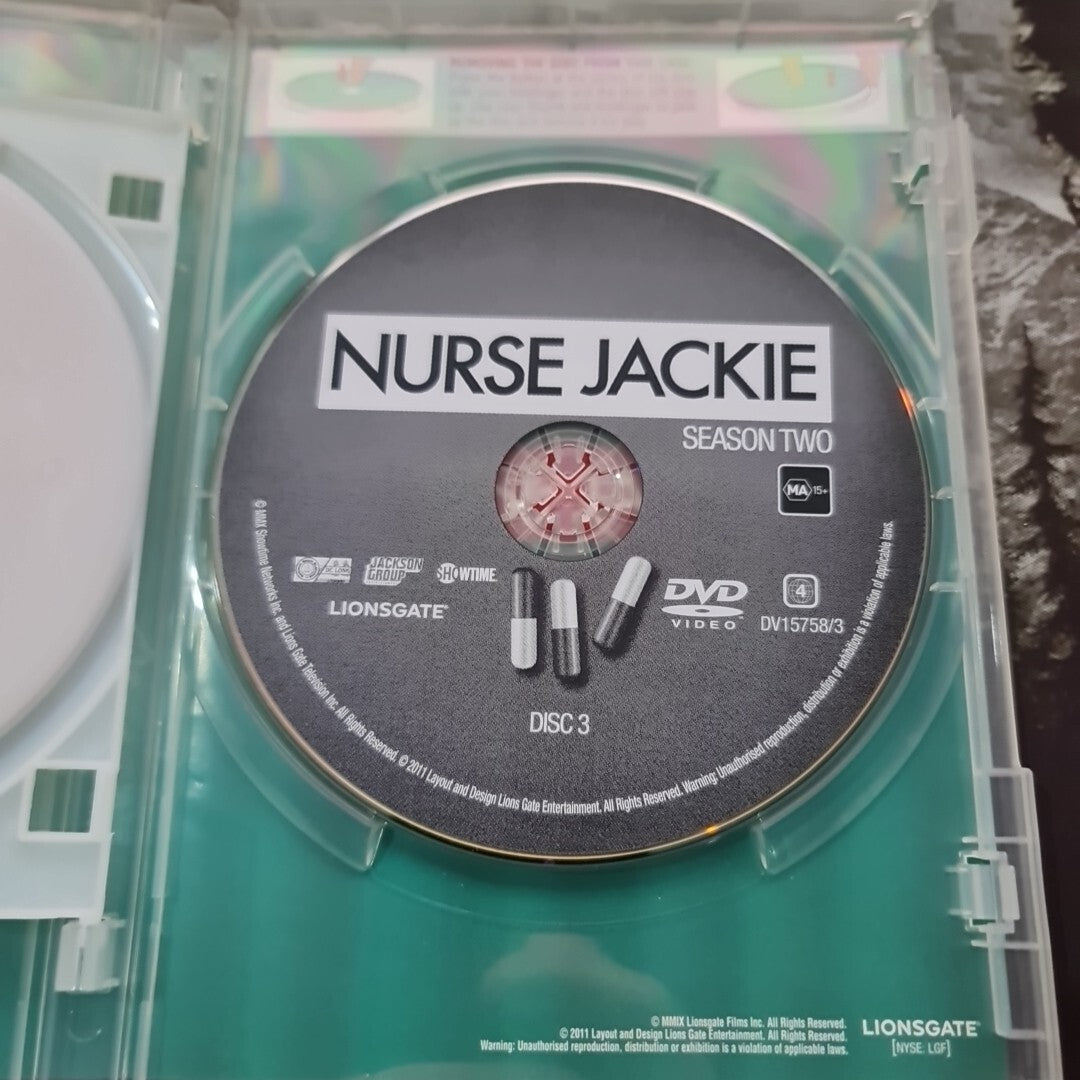 NURSE JACKIE
SEASON TWO
MA 15+
JACKSON
GROUP
SHOWTIME
LIONSGATE
DVD
VIDEO
4
DV15758/3
DISC 3
© MMX Showtime Networks Inc. and Lions Gate Television Inc. All Rights Reserved. © 2011 Layout and Design Lions Gate Entertainment. All Rights Reserved. Warning: Unauthorised reproduction, distribution or exhibition is a violation of applicable laws.
© MMIX Lionsgate Films Inc. All Rights Reserved.
© 2011 Layout and Design Lions Gate Entertainment. All Rights Reserved.
Warning: Unauthorised reproduction, distribution or exhibition is a violation of applicable laws.
LIONSGATE
[NYSE: LGF]